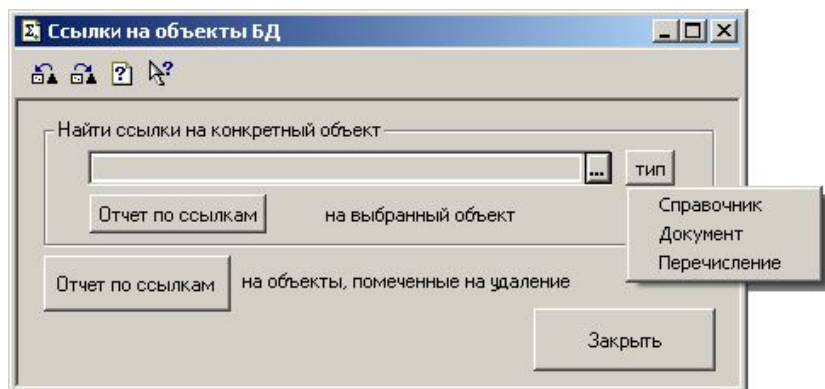 Ссылки на объекты БД
Найти ссылки на конкретный объект
... тип
Отчет по ссылкам на выбранный объект
Справочник
Документ
Перечисление
Отчет по ссылкам на объекты, помеченные на удаление
Закрыть